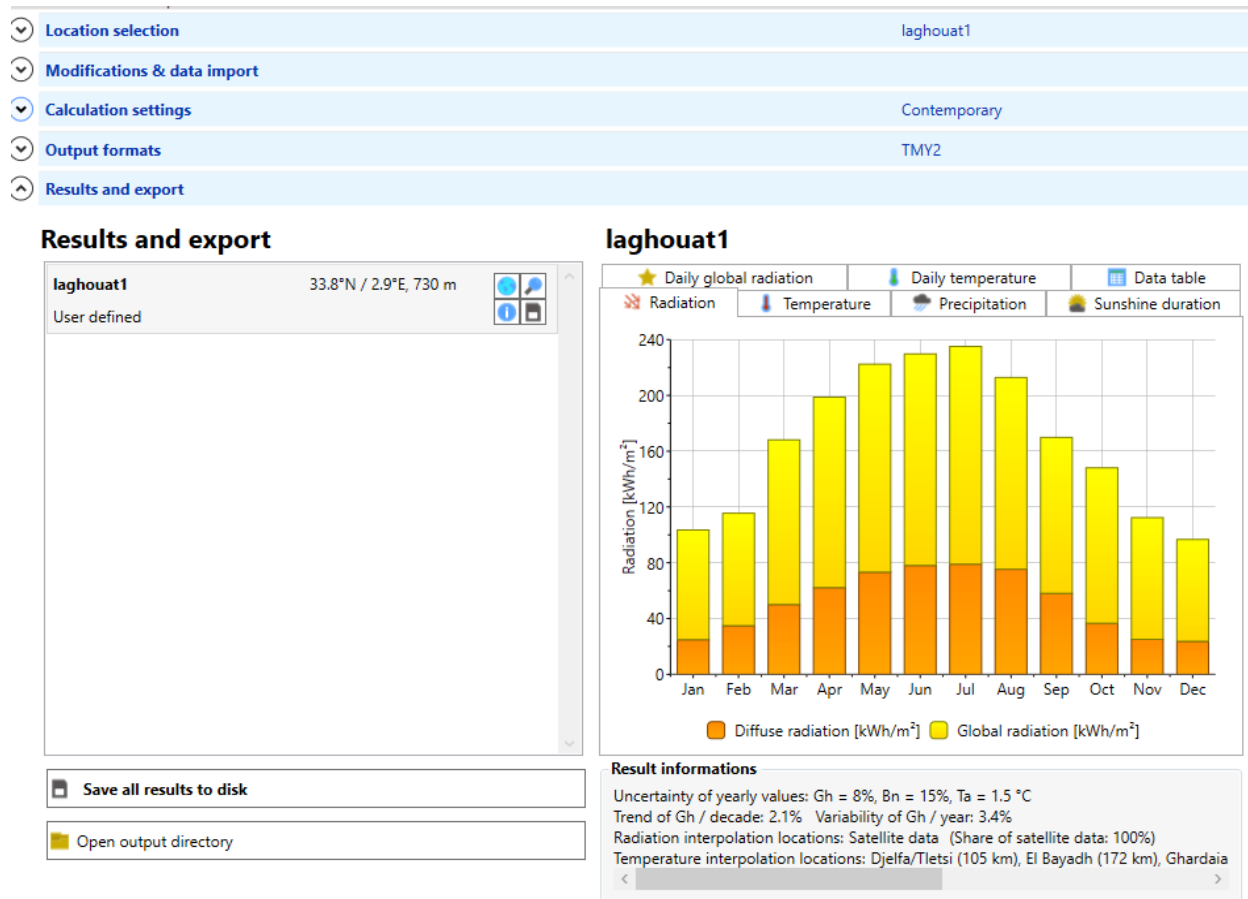 Location selection laghouat1
Modifications & data import
Calculation settings Contemporary
Output formats TMY2
Results and export
Results and export
laghouat1 33.8°N / 2.9°E, 730 m
User defined
Save all results to disk
Open output directory
laghouat1
Daily global radiation Daily temperature Data table
Radiation Temperature Precipitation Sunshine duration
240
200
160
120
80
40
0
Radiation [kWh/m²]
Jan Feb Mar Apr May Jun Jul Aug Sep Oct Nov Dec
Diffuse radiation [kWh/m²] Global radiation [kWh/m²]
Result informations
Uncertainty of yearly values: Gh = 8%, Bn = 15%, Ta = 1.5 °C
Trend of Gh / decade: 2.1% Variability of Gh / year: 3.4%
Radiation interpolation locations: Satellite data (Share of satellite data: 100%)
Temperature interpolation locations: Djelfa/Tletsi (105 km), El Bayadh (172 km), Ghardaia